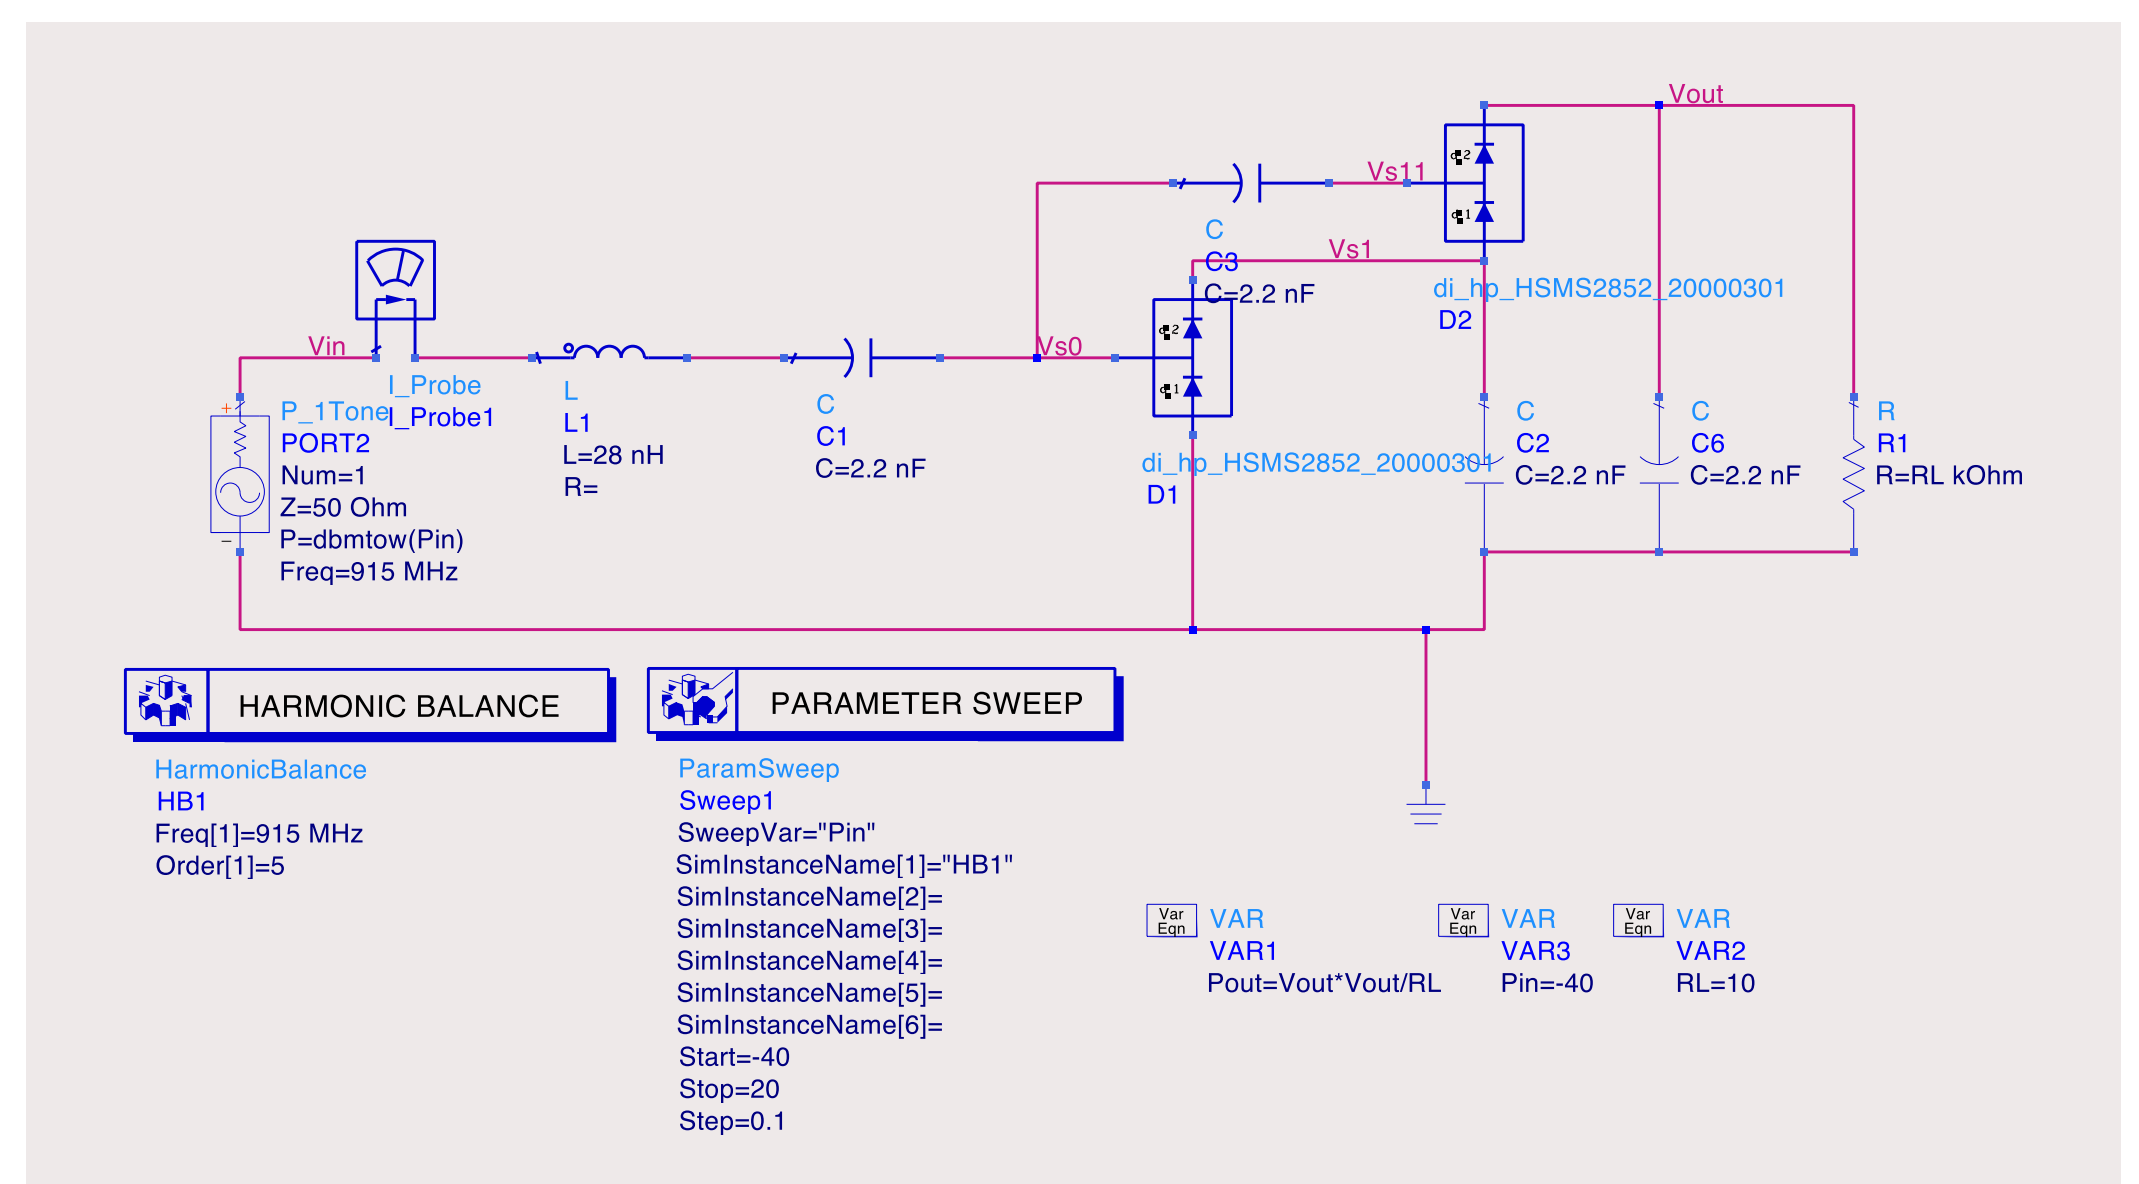 Vout
Vs11
C
C3
C=2.2 nF
Vs1
di_hp_HSMS2852_20000301
D2
Vin
I_Probe
I_Probe1
P_1Tone
PORT2
Num=1
Z=50 Ohm
P=dbmtow(Pin)
Freq=915 MHz
L
L1
L=28 nH
R=
C
C1
C=2.2 nF
Vs0
di_hp_HSMS2852_20000301
D1
C
C2
C=2.2 nF
C
C6
C=2.2 nF
R
R1
R=RL kOhm
HARMONIC BALANCE
HarmonicBalance
HB1
Freq[1]=915 MHz
Order[1]=5
PARAMETER SWEEP
ParamSweep
Sweep1
SweepVar="Pin"
SimInstanceName[1]="HB1"
SimInstanceName[2]=
SimInstanceName[3]=
SimInstanceName[4]=
SimInstanceName[5]=
SimInstanceName[6]=
Start=-40
Stop=20
Step=0.1
Var
Eqn
VAR
VAR1
Pout=Vout*Vout/RL
Var
Eqn
VAR
VAR3
Pin=-40
Var
Eqn
VAR
VAR2
RL=10